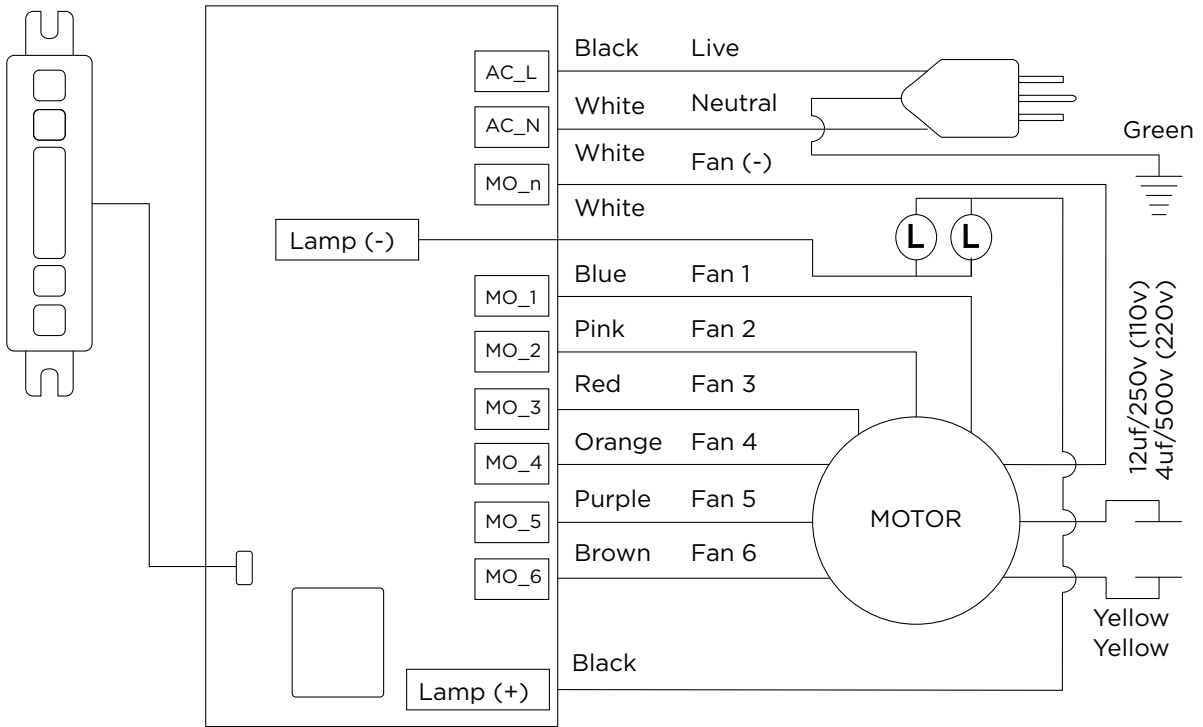 AC_L Black Live
AC_N White Neutral
Green
MO_n White Fan (-)
White
Lamp (-)
L L
MO_1 Blue Fan 1
MO_2 Pink Fan 2
MO_3 Red Fan 3
MO_4 Orange Fan 4
MO_5 Purple Fan 5
MO_6 Brown Fan 6
MOTOR
12uf/250v (110v)
4uf/500v (220v)
Yellow
Yellow
Black
Lamp (+)